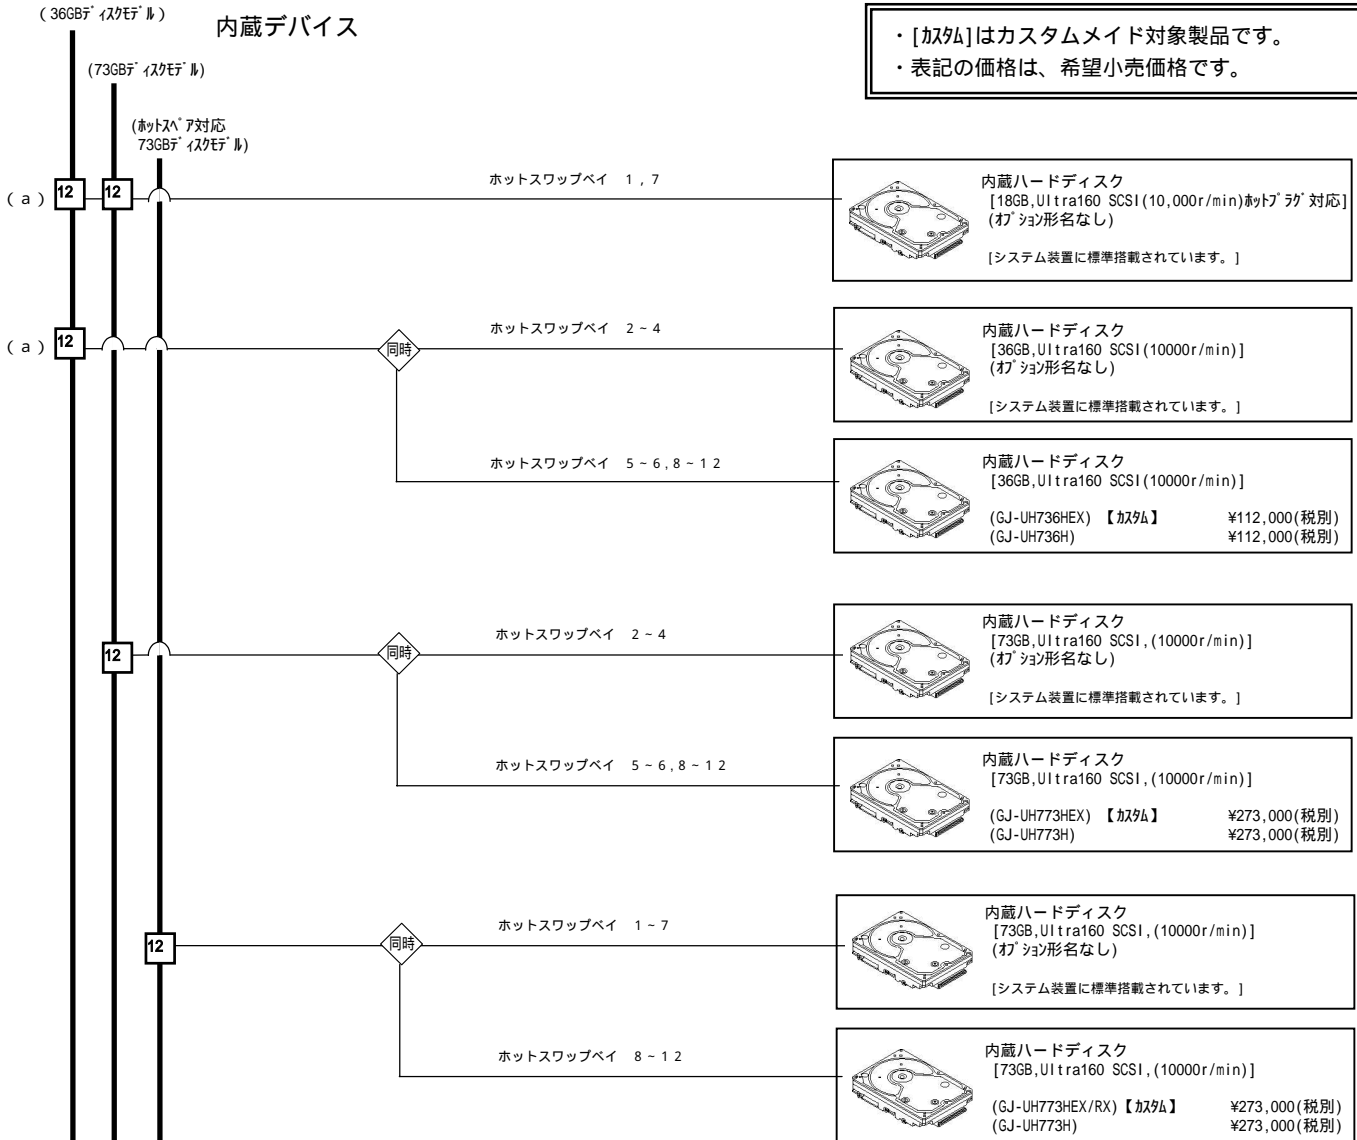 (36GBﾃﾞｨｽｸﾓﾃﾞﾙ)
内蔵デバイス
・[ｶｽﾀﾑ]はカスタムメイド対象製品です。
・表記の価格は、希望小売価格です。
(73GBﾃﾞｨｽｸﾓﾃﾞﾙ)
(ﾎｯﾄｽﾍﾟｱ対応
73GBﾃﾞｨｽｸﾓﾃﾞﾙ)
(a)
12
12
ホットスワップベイ 1,7
内蔵ハードディスク
[18GB,Ultra160 SCSI(10,000r/min)ﾎｯﾄﾌﾟﾗｸﾞ対応]
(ｵﾌﾟｼｮﾝ形名なし)
[システム装置に標準搭載されています。]
(a)
12
同時
ホットスワップベイ 2~4
内蔵ハードディスク
[36GB,Ultra160 SCSI(10000r/min)]
(ｵﾌﾟｼｮﾝ形名なし)
[システム装置に標準搭載されています。]
ホットスワップベイ 5~6,8~12
内蔵ハードディスク
[36GB,Ultra160 SCSI(10000r/min)]
(GJ-UH736HEX) 【ｶｽﾀﾑ】 ¥112,000(税別)
(GJ-UH736H) ¥112,000(税別)
12
同時
ホットスワップベイ 2~4
内蔵ハードディスク
[73GB,Ultra160 SCSI,(10000r/min)]
(ｵﾌﾟｼｮﾝ形名なし)
[システム装置に標準搭載されています。]
ホットスワップベイ 5~6,8~12
内蔵ハードディスク
[73GB,Ultra160 SCSI,(10000r/min)]
(GJ-UH773HEX) 【ｶｽﾀﾑ】 ¥273,000(税別)
(GJ-UH773H) ¥273,000(税別)
12
同時
ホットスワップベイ 1~7
内蔵ハードディスク
[73GB,Ultra160 SCSI,(10000r/min)]
(ｵﾌﾟｼｮﾝ形名なし)
[システム装置に標準搭載されています。]
ホットスワップベイ 8~12
内蔵ハードディスク
[73GB,Ultra160 SCSI,(10000r/min)]
(GJ-UH773HEX/RX)【ｶｽﾀﾑ】 ¥273,000(税別)
(GJ-UH773H) ¥273,000(税別)